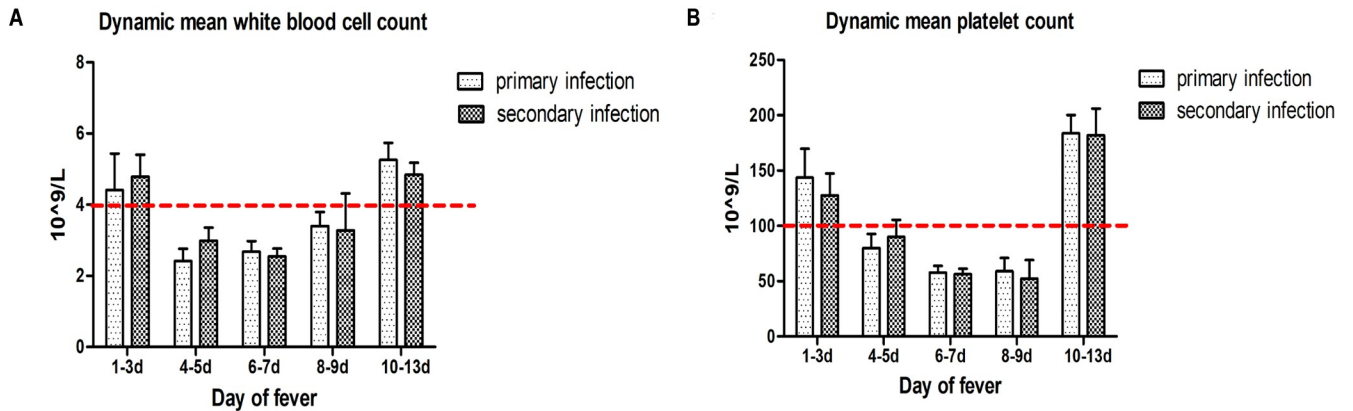 A
Dynamic mean white blood cell count
8
6
4
2
0
10^9/L
1-3d 4-5d 6-7d 8-9d 10-13d
Day of fever
primary infection
secondary infection
B
Dynamic mean platelet count
250
200
150
100
50
0
10^9/L
1-3d 4-5d 6-7d 8-9d 10-13d
Day of fever
primary infection
secondary infection